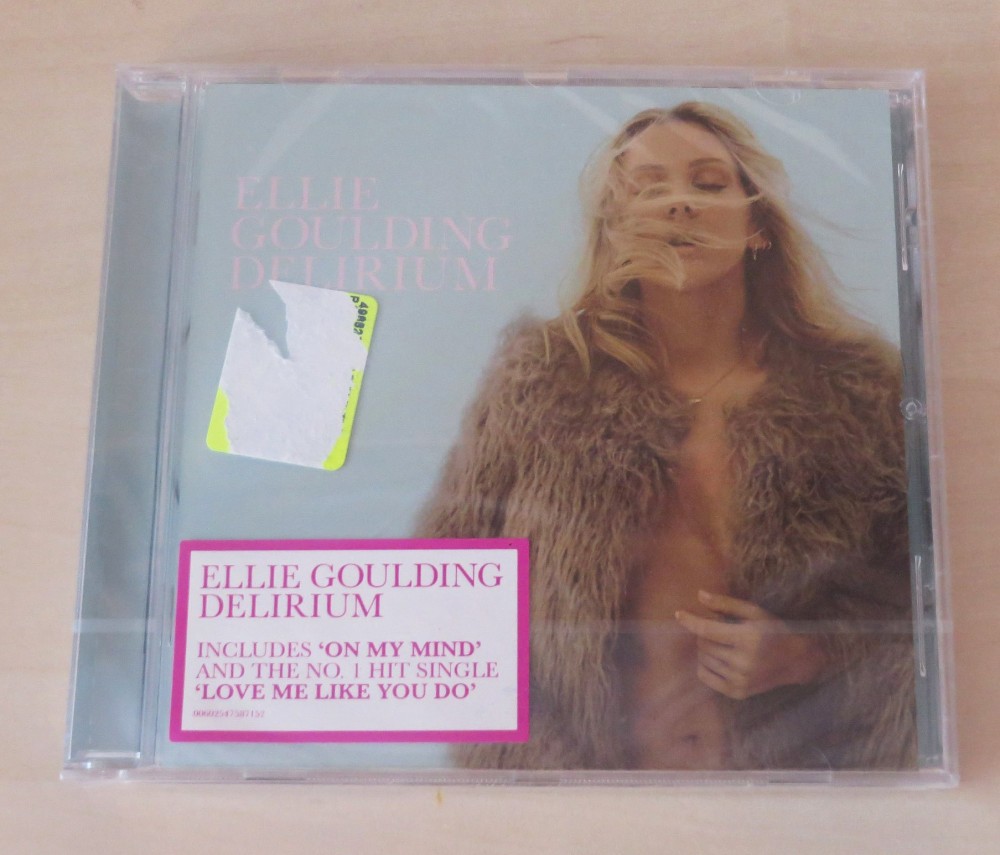 ELLIE
GOULDING
DELIRIUM
ELLIE GOULDING
DELIRIUM
INCLUDES ‘ON MY MIND’
AND THE NO. 1 HIT SINGLE
‘LOVE ME LIKE YOU DO’